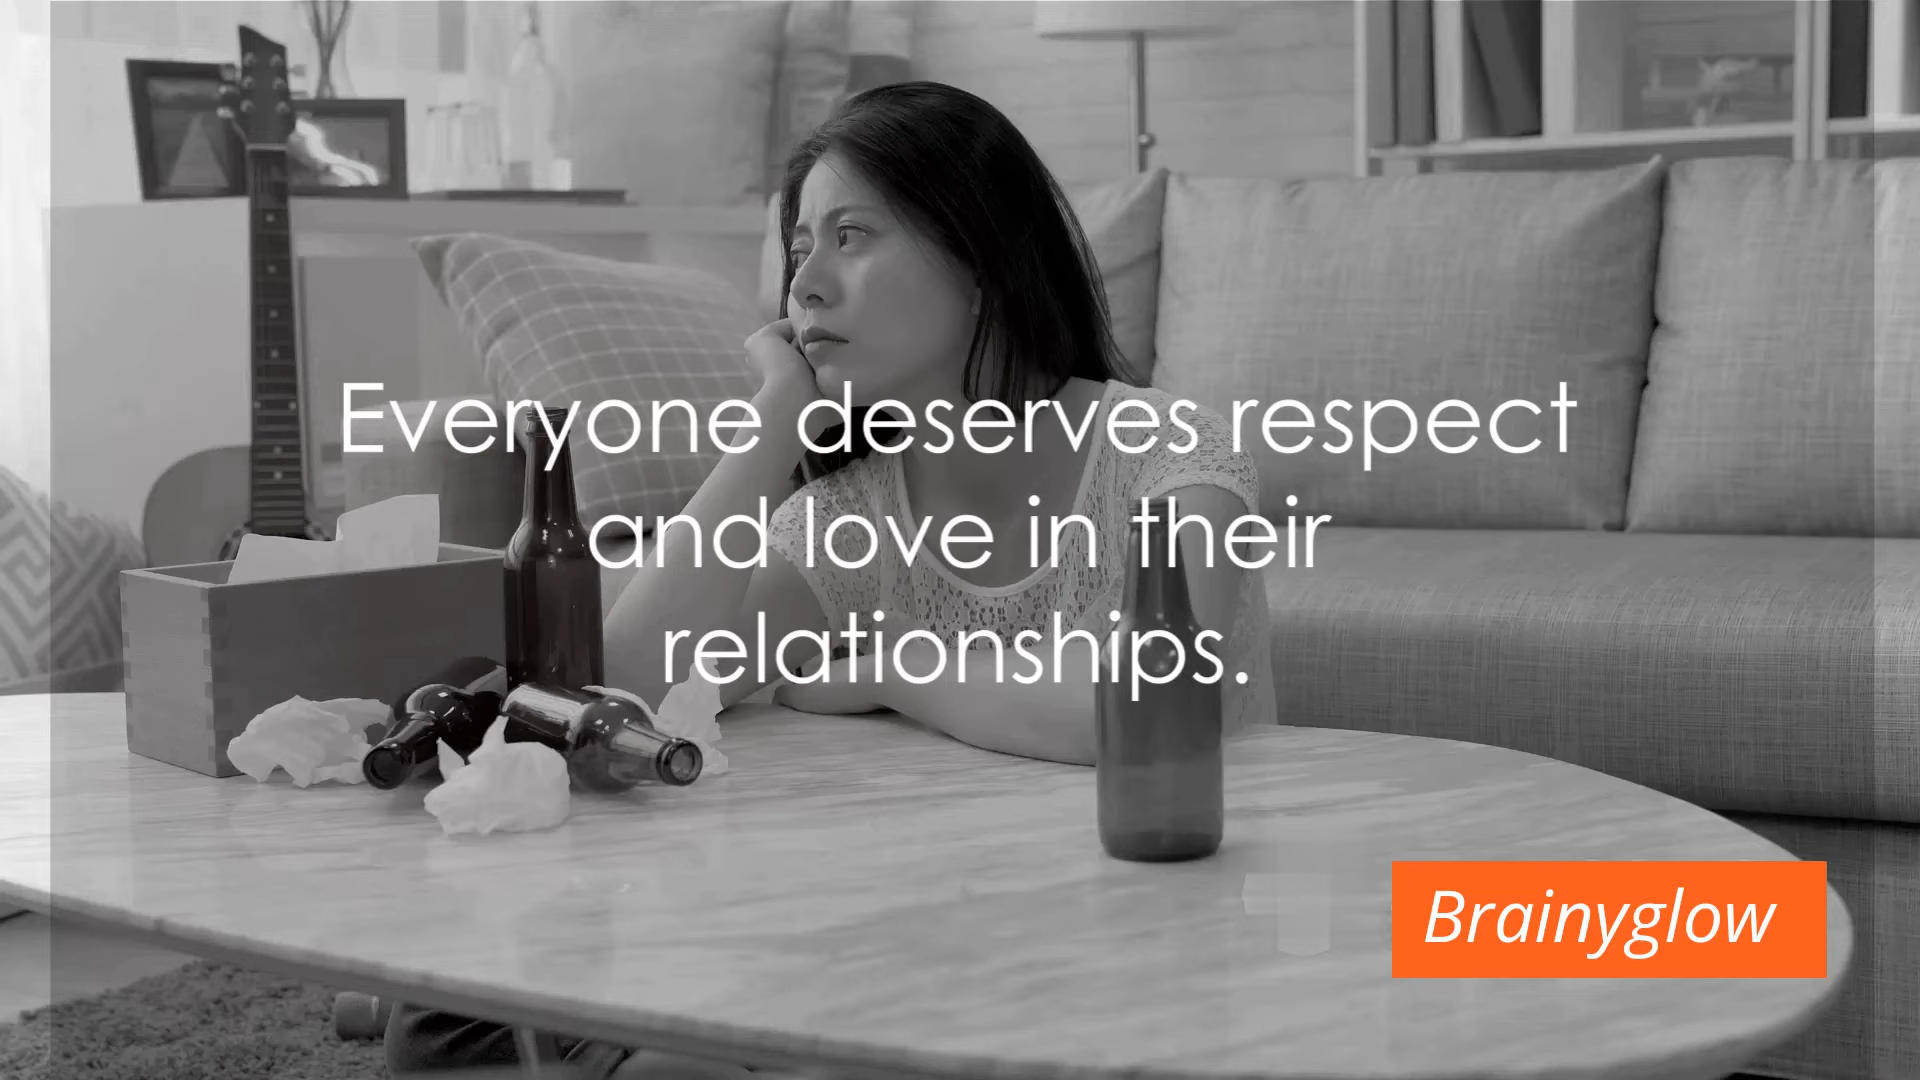 Everyone deserves respect
and love in their
relationships.
Brainyglow